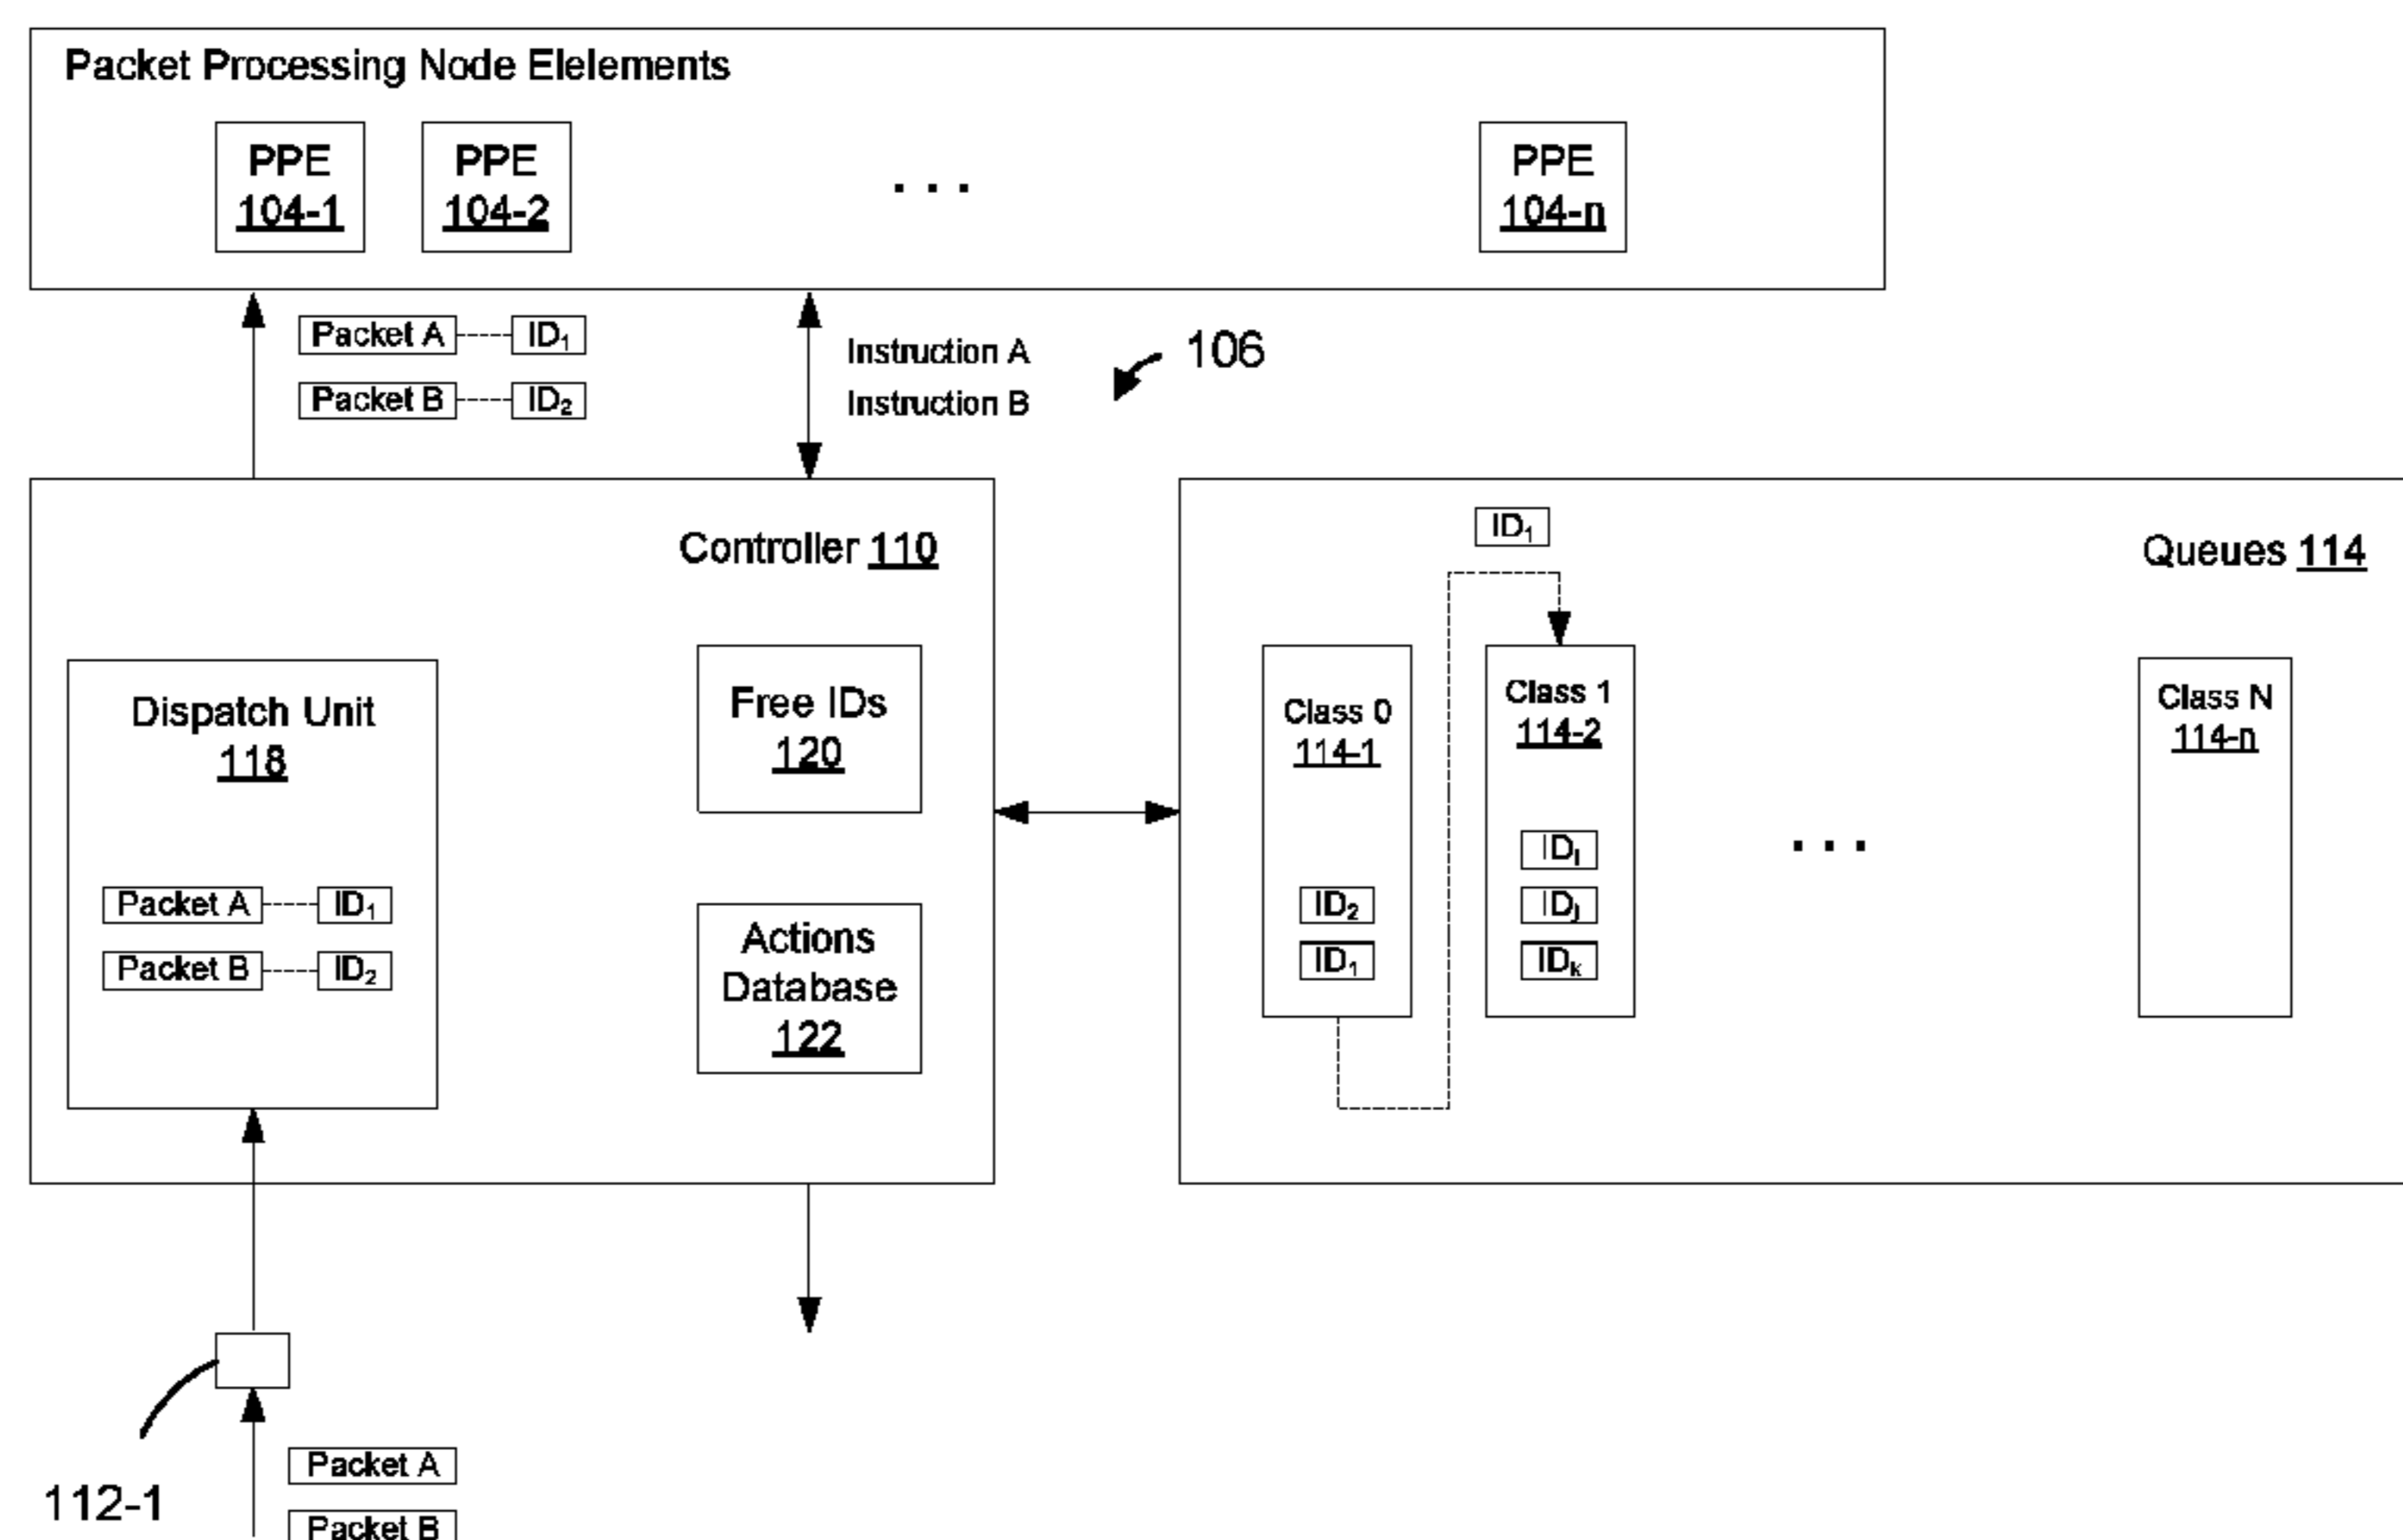 Packet Processing Node Elelements
PPE
104-1
PPE
104-2
. . .
PPE
104-n
Packet A
ID₁
Packet B
ID₂
Instruction A
Instruction B
106
Controller 110
Dispatch Unit
118
Packet A
ID₁
Packet B
ID₂
Free IDs
120
Actions
Database
122
Queues 114
ID₁
Class 0
114-1
ID₂
ID₁
Class 1
114-2
IDᵢ
IDⱼ
IDₖ
. . .
Class N
114-n
112-1
Packet A
Packet B